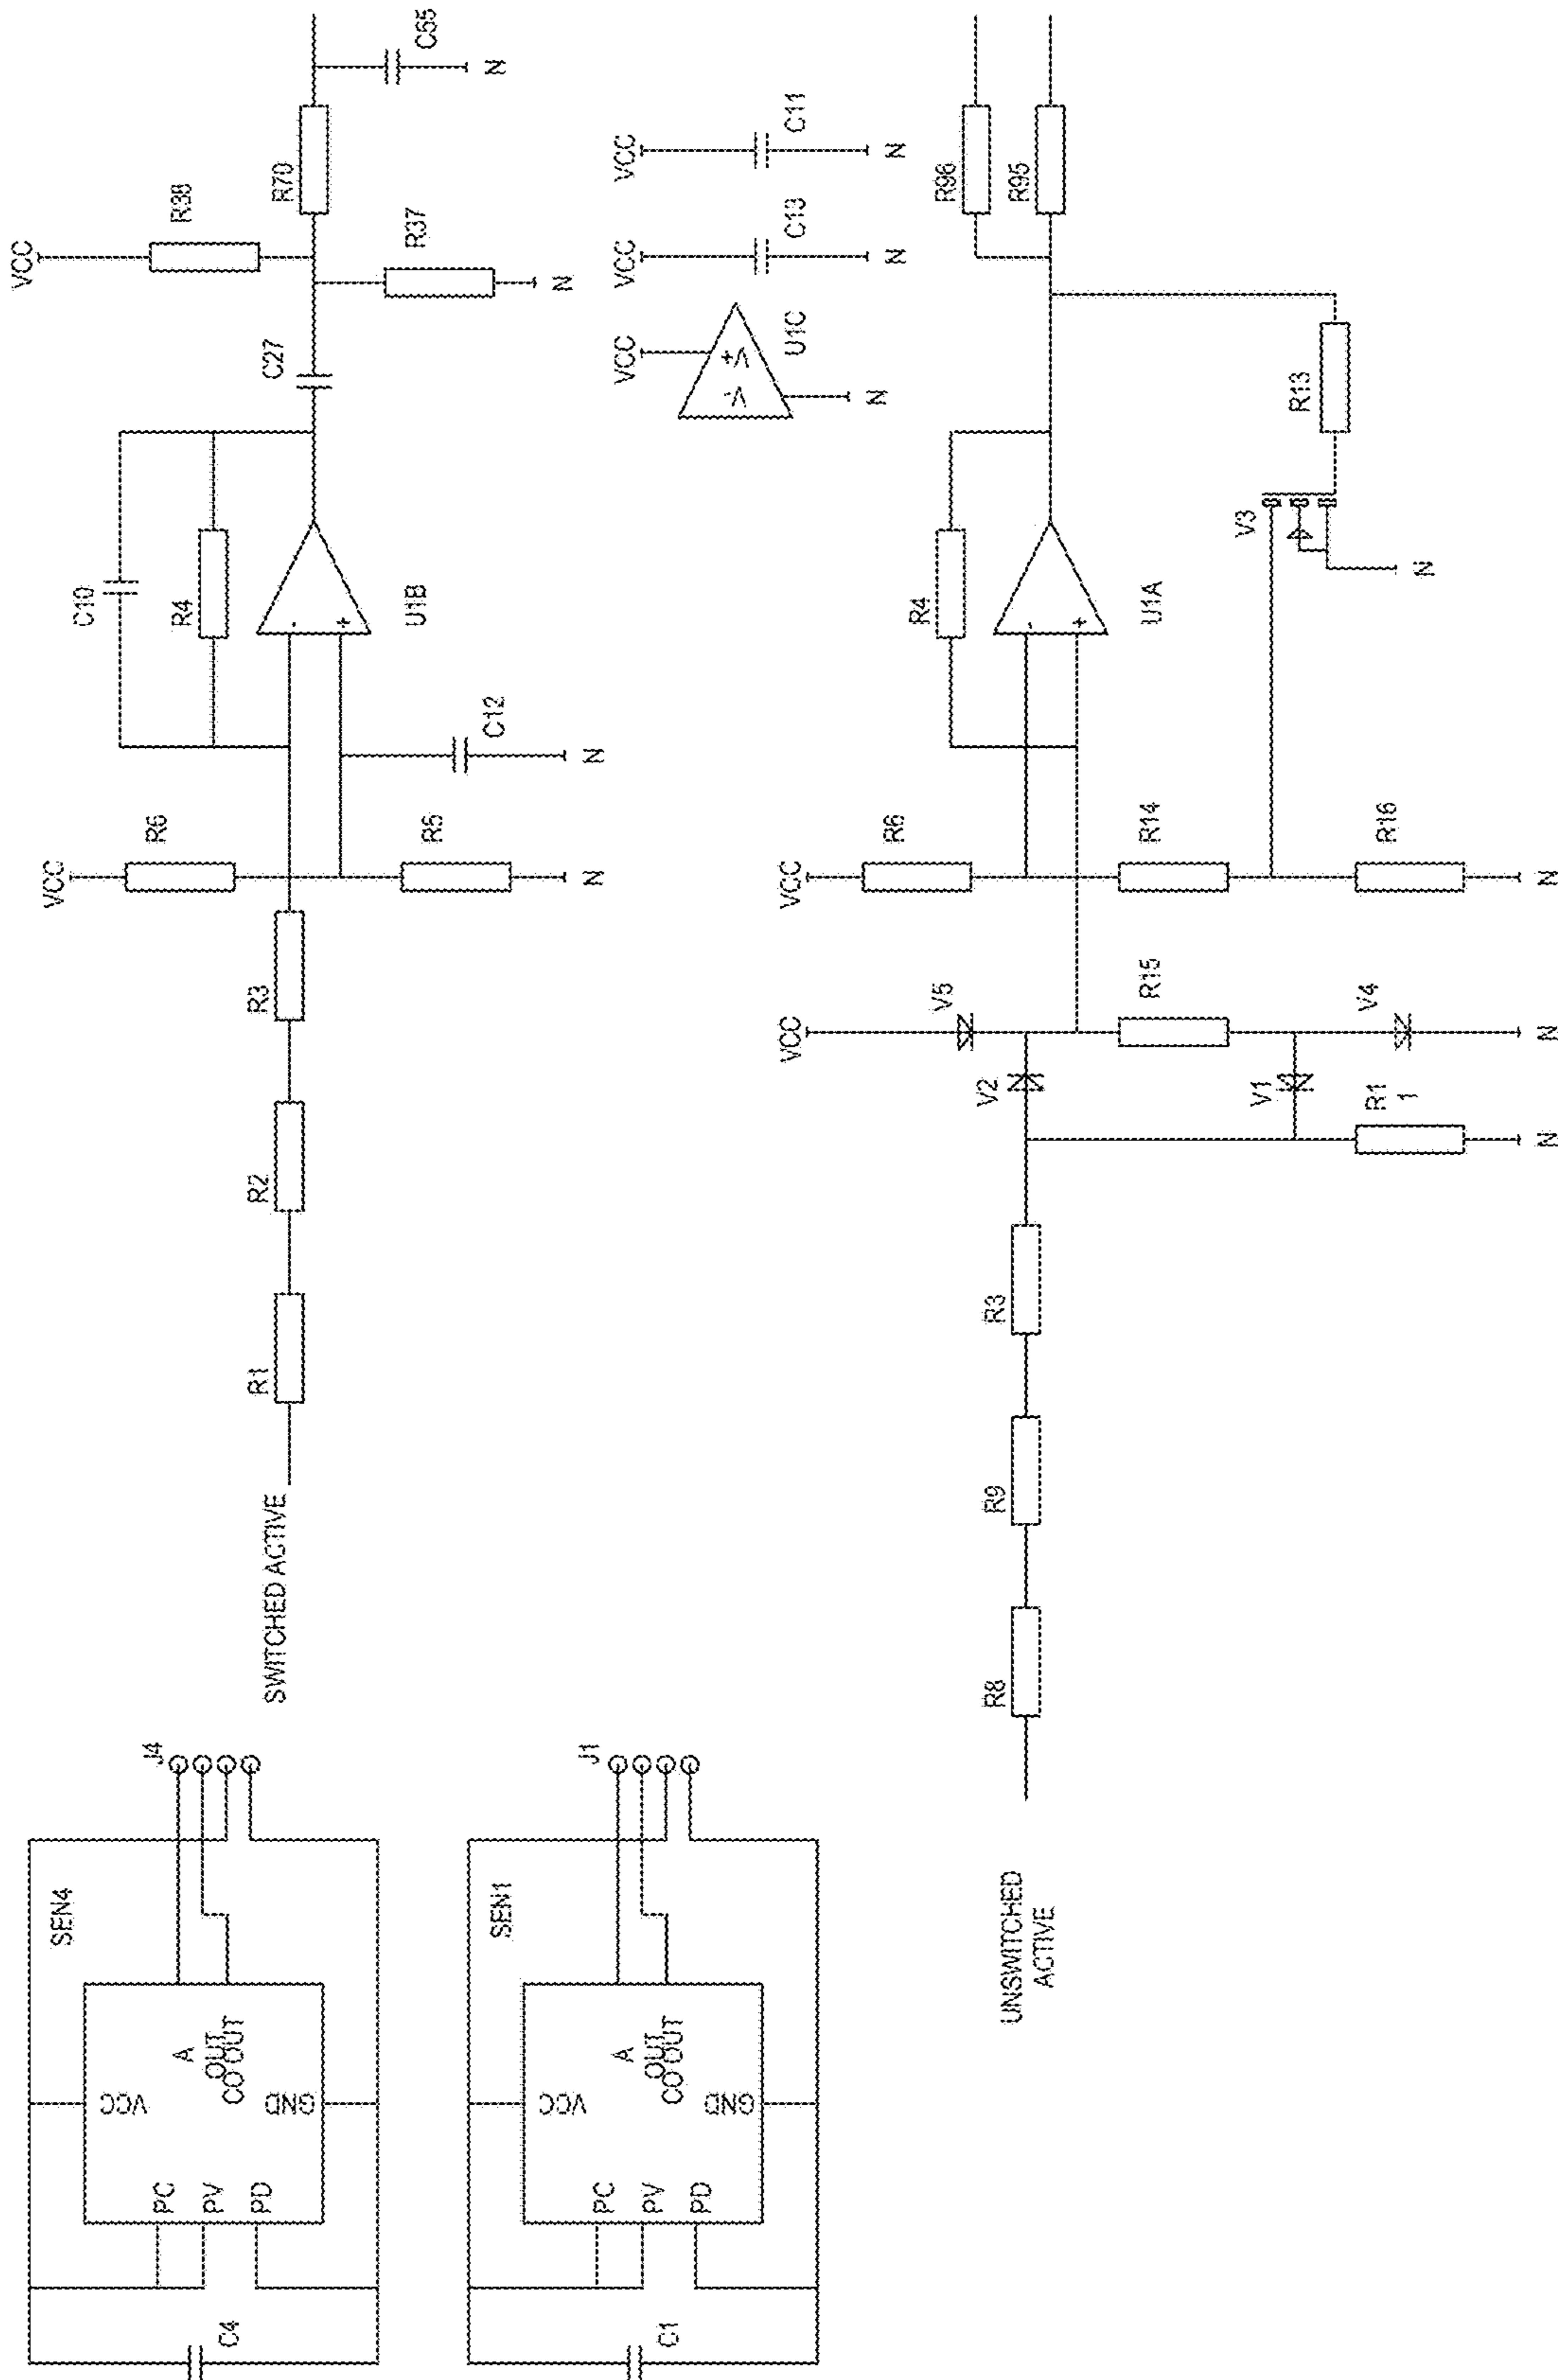 VCC
R38
C55
R70
N
R37
N
C27
C10
R4
U1B
C12
N
VCC
R6
R5
N
R3
R2
R1
SWITCHED ACTIVE
VCC
C11
N
VCC
C13
N
VCC
V+
V-
U1C
N
J4
SEN4
A
OUT
CO OUT
VCC
GND
PC
PV
PD
C4
J1
SEN1
A
OUT
CO OUT
VCC
GND
PC
PV
PD
C1
R96
R95
R13
V3
N
R4
U1A
VCC
R6
R14
R16
N
VCC
V5
R15
V4
N
V2
V1
R1
1
N
R3
R9
R8
UNSWITCHED
ACTIVE